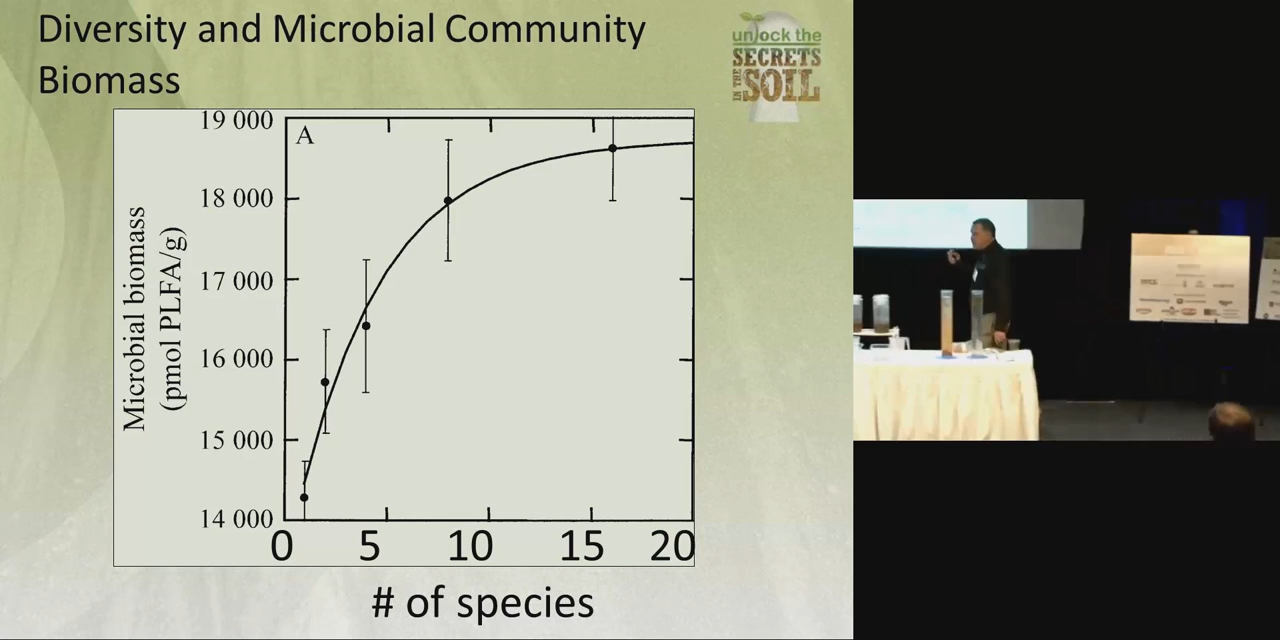 Diversity and Microbial Community
Biomass
unlock the
SECRETS
IN THE
SOIL
A
Microbial biomass
(pmol PLFA/g)
19 000
18 000
17 000
16 000
15 000
14 000
0 5 10 15 20
# of species